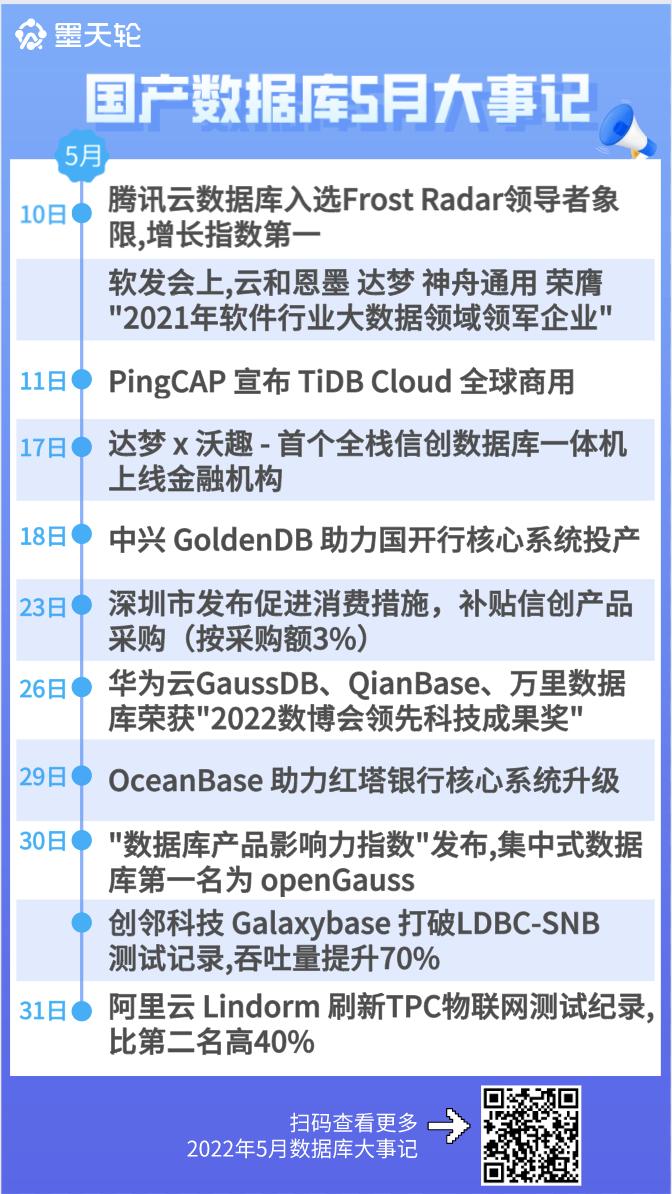 墨天轮
国产数据库5月大事记
5月
10日
腾讯云数据库入选Frost Radar领导者象
限,增长指数第一
软发会上,云和恩墨 达梦 神舟通用 荣膺
"2021年软件行业大数据领域领军企业"
11日
PingCAP 宣布 TiDB Cloud 全球商用
17日
达梦 x 沃趣 - 首个全栈信创数据库一体机
上线金融机构
18日
中兴 GoldenDB 助力国开行核心系统投产
23日
深圳市发布促进消费措施，补贴信创产品
采购（按采购额3%）
26日
华为云GaussDB、QianBase、万里数据
库荣获"2022数博会领先科技成果奖"
29日
OceanBase 助力红塔银行核心系统升级
30日
"数据库产品影响力指数"发布,集中式数据
库第一名为 openGauss
创邻科技 Galaxybase 打破LDBC-SNB
测试记录,吞吐量提升70%
31日
阿里云 Lindorm 刷新TPC物联网测试纪录,
比第二名高40%
扫码查看更多
2022年5月数据库大事记